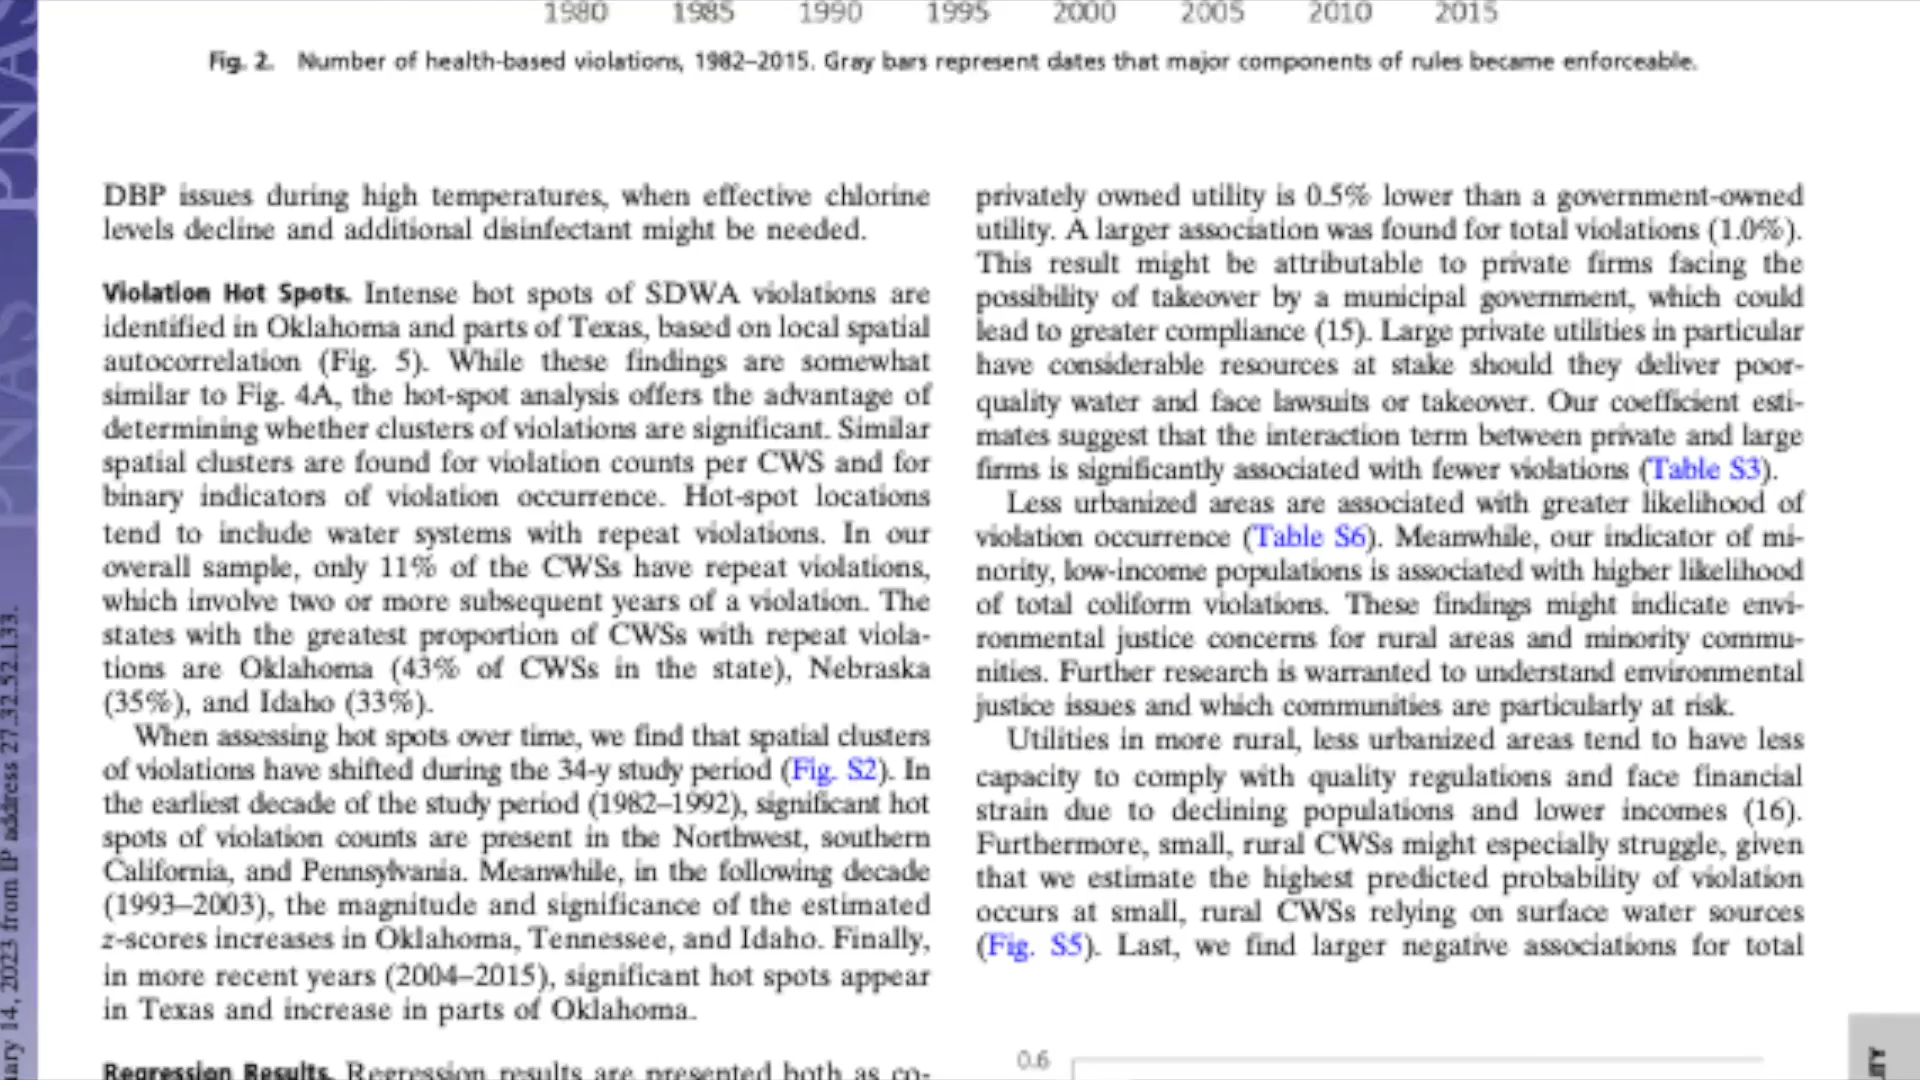 1980 1985 1990 1995 2000 2005 2010 2015
Fig. 2. Number of health-based violations, 1982–2015. Gray bars represent dates that major components of rules became enforceable.
DBP issues during high temperatures, when effective chlorine
levels decline and additional disinfectant might be needed.
Violation Hot Spots. Intense hot spots of SDWA violations are
identified in Oklahoma and parts of Texas, based on local spatial
autocorrelation (Fig. 5). While these findings are somewhat
similar to Fig. 4A, the hot-spot analysis offers the advantage of
determining whether clusters of violations are significant. Similar
spatial clusters are found for violation counts per CWS and for
binary indicators of violation occurrence. Hot-spot locations
tend to include water systems with repeat violations. In our
overall sample, only 11% of the CWSs have repeat violations,
which involve two or more subsequent years of a violation. The
states with the greatest proportion of CWSs with repeat viola-
tions are Oklahoma (43% of CWSs in the state), Nebraska
(35%), and Idaho (33%).
When assessing hot spots over time, we find that spatial clusters
of violations have shifted during the 34-y study period (Fig. S2). In
the earliest decade of the study period (1982–1992), significant hot
spots of violation counts are present in the Northwest, southern
California, and Pennsylvania. Meanwhile, in the following decade
(1993–2003), the magnitude and significance of the estimated
z-scores increases in Oklahoma, Tennessee, and Idaho. Finally,
in more recent years (2004–2015), significant hot spots appear
in Texas and increase in parts of Oklahoma.
Regression Results. Regression results are presented both as co-
privately owned utility is 0.5% lower than a government-owned
utility. A larger association was found for total violations (1.0%).
This result might be attributable to private firms facing the
possibility of takeover by a municipal government, which could
lead to greater compliance (15). Large private utilities in particular
have considerable resources at stake should they deliver poor-
quality water and face lawsuits or takeover. Our coefficient esti-
mates suggest that the interaction term between private and large
firms is significantly associated with fewer violations (Table S3).
Less urbanized areas are associated with greater likelihood of
violation occurrence (Table S6). Meanwhile, our indicator of mi-
nority, low-income populations is associated with higher likelihood
of total coliform violations. These findings might indicate envi-
ronmental justice concerns for rural areas and minority commu-
nities. Further research is warranted to understand environmental
justice issues and which communities are particularly at risk.
Utilities in more rural, less urbanized areas tend to have less
capacity to comply with quality regulations and face financial
strain due to declining populations and lower incomes (16).
Furthermore, small, rural CWSs might especially struggle, given
that we estimate the highest predicted probability of violation
occurs at small, rural CWSs relying on surface water sources
(Fig. S5). Last, we find larger negative associations for total
0.6
PNAS PNAS
14, 2023 from IP address 27.32.52.133.